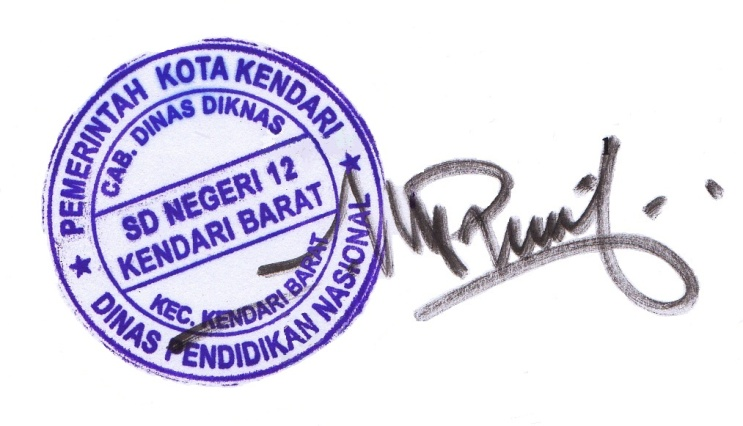 PEMERINTAH KOTA KENDARI
CAB. DINAS DIKNAS
SD NEGERI 12
KENDARI BARAT
KEC. KENDARI BARAT
DINAS PENDIDIKAN NASIONAL